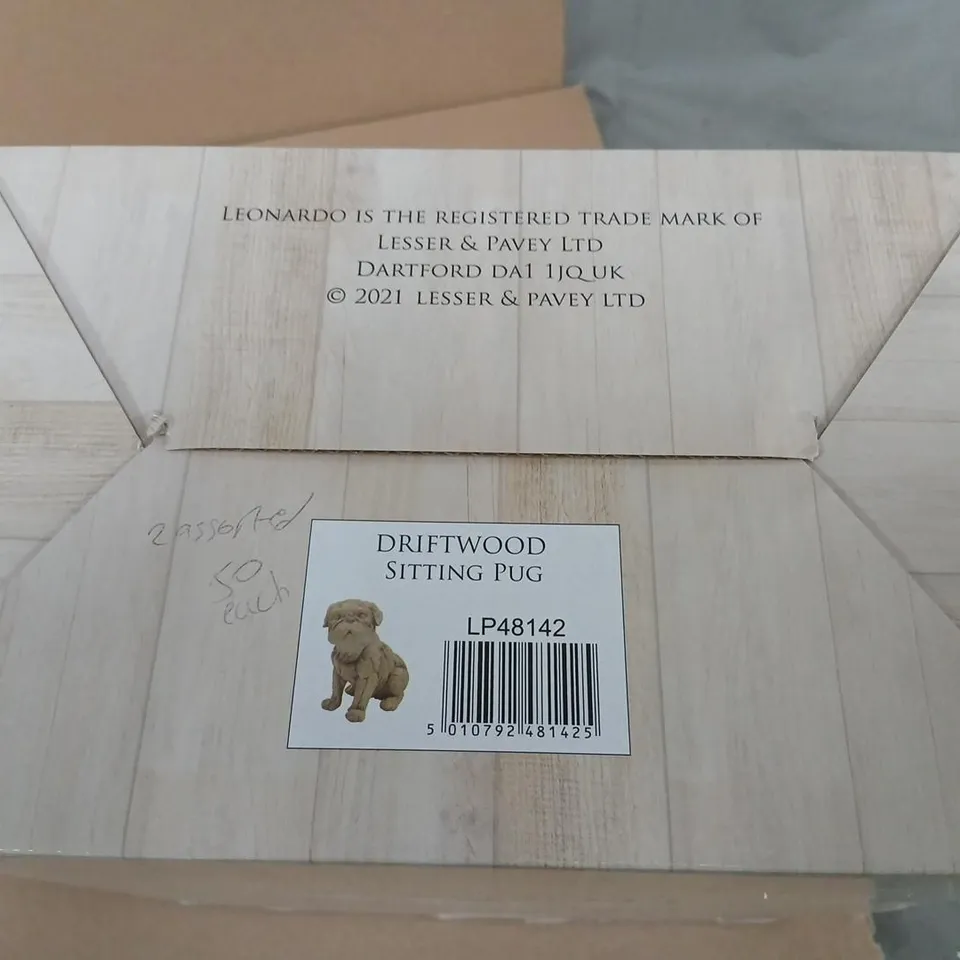 LEONARDO IS THE REGISTERED TRADE MARK OF
LESSER & PAVEY LTD
DARTFORD DA1 1JQ UK
© 2021 LESSER & PAVEY LTD
2 assorted
50
each
DRIFTWOOD
SITTING PUG
LP48142
5 010792 481425